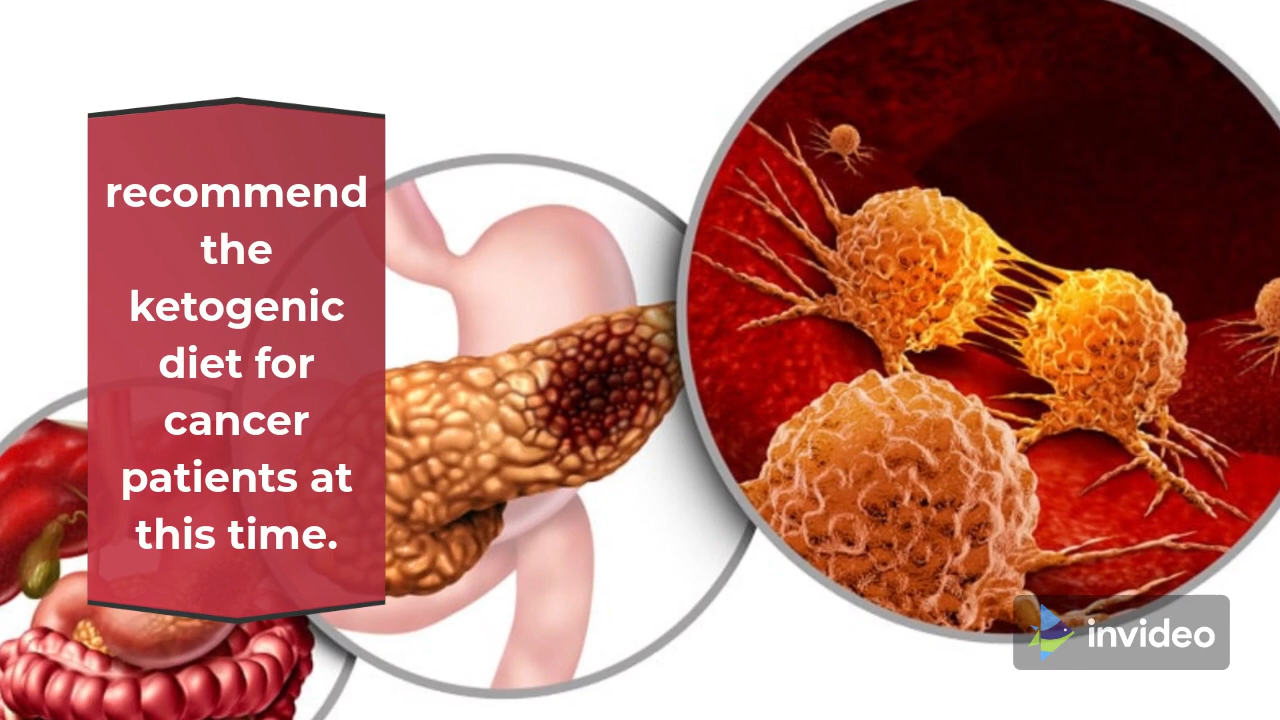 recommend
the
ketogenic
diet for
cancer
patients at
this time.
invideo